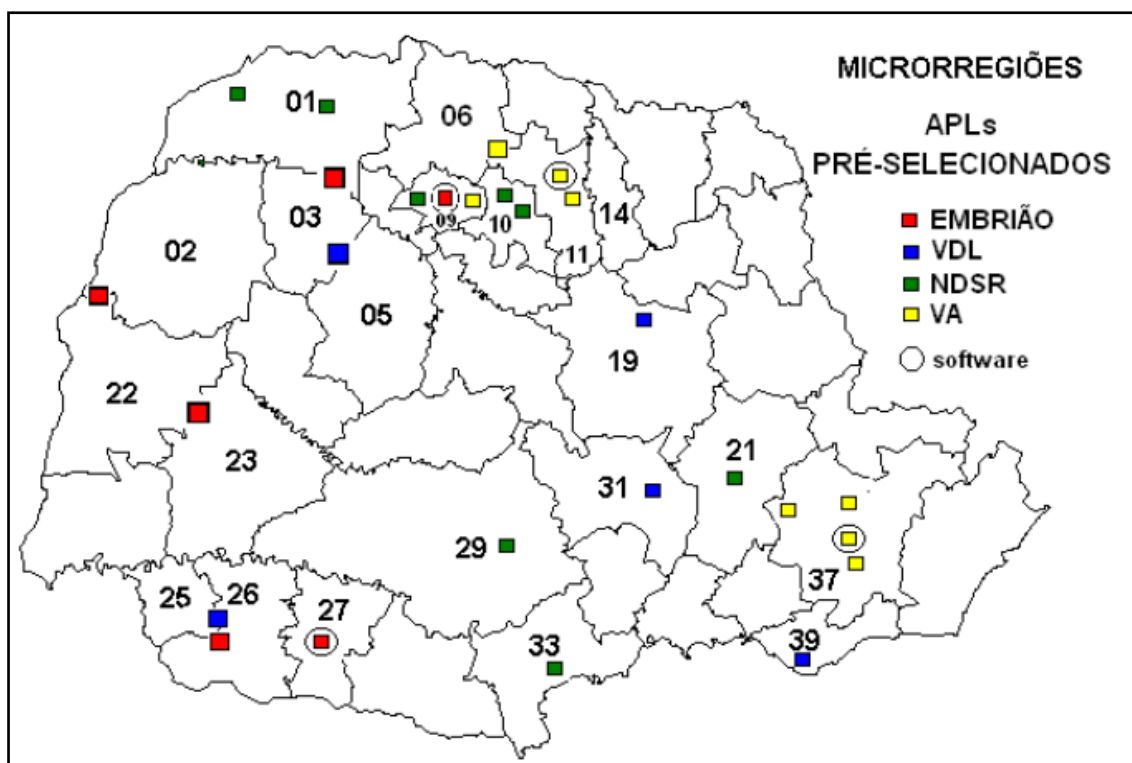 MICRORREGIÕES
APLs
PRÉ-SELECIONADOS
EMBRIÃO
VDL
NDSR
VA
software
01
06
03
09
10
14
11
02
05
19
22
23
21
31
29
37
25
26
27
33
39